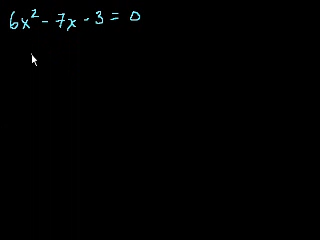 6x² - 7x - 3 = 0